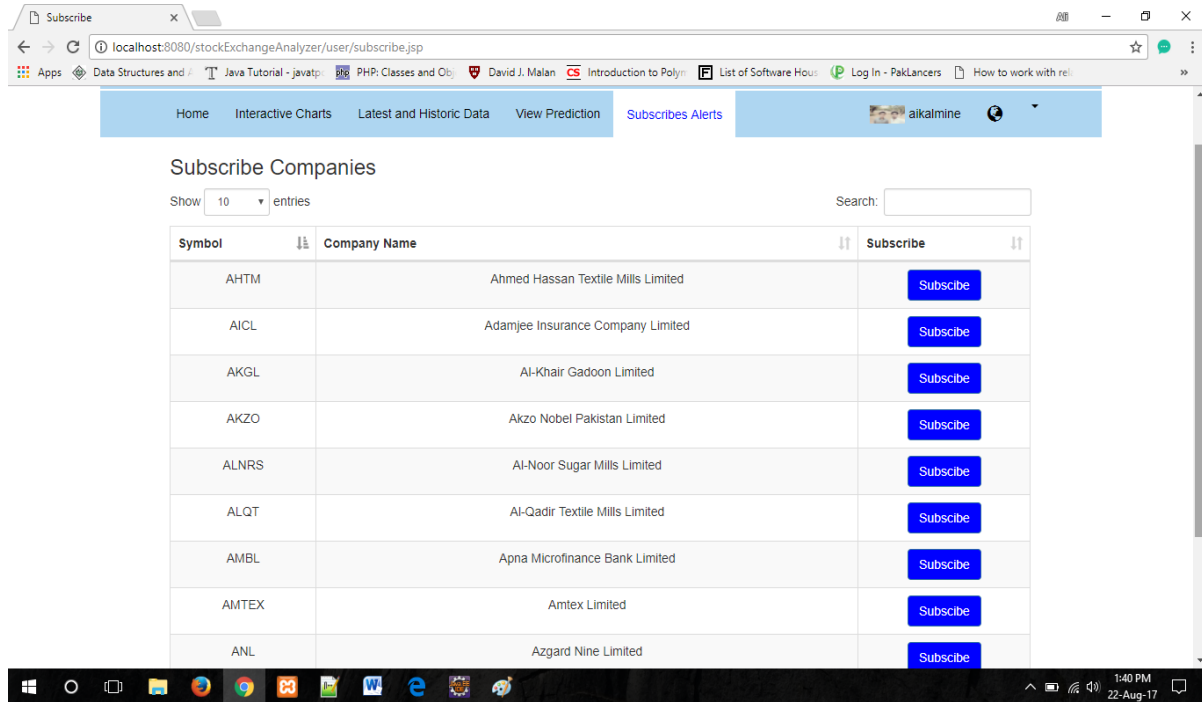 Subscribe
localhost:8080/stockExchangeAnalyzer/user/subscribe.jsp
Apps Data Structures and A Java Tutorial - javatp php PHP: Classes and Obj David J. Malan CS Introduction to Polym F List of Software Hous Log In - PakLancers How to work with rel »
Home Interactive Charts Latest and Historic Data View Prediction Subscribes Alerts aikalmine
Subscribe Companies
Show 10 entries Search:
Symbol Company Name Subscribe
AHTM Ahmed Hassan Textile Mills Limited Subscibe
AICL Adamjee Insurance Company Limited Subscibe
AKGL Al-Khair Gadoon Limited Subscibe
AKZO Akzo Nobel Pakistan Limited Subscibe
ALNRS Al-Noor Sugar Mills Limited Subscibe
ALQT Al-Qadir Textile Mills Limited Subscibe
AMBL Apna Microfinance Bank Limited Subscibe
AMTEX Amtex Limited Subscibe
ANL Azgard Nine Limited Subscibe
1:40 PM
22-Aug-17